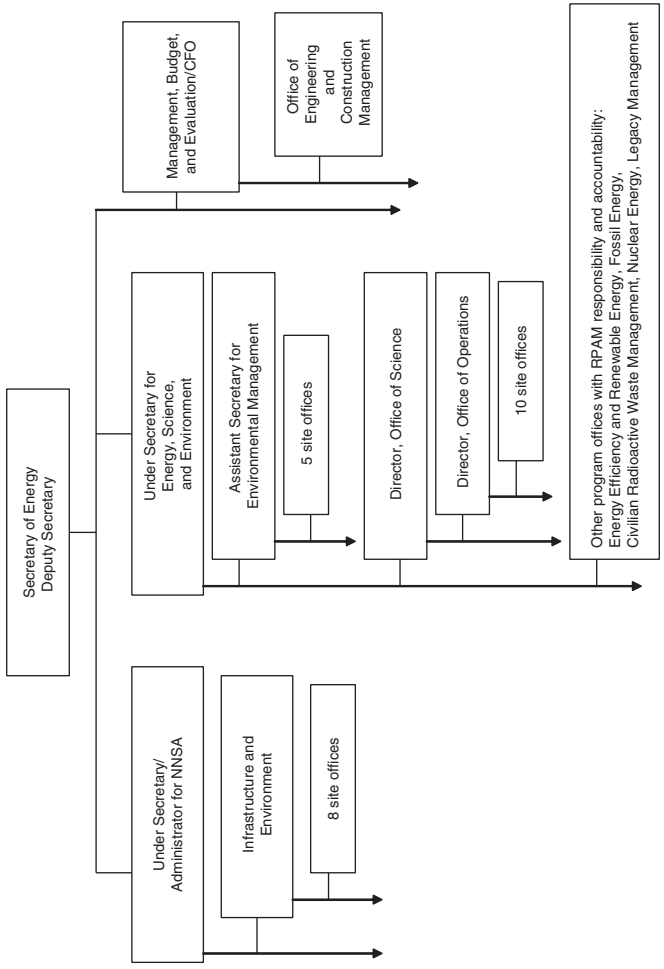 Secretary of Energy
Deputy Secretary
Under Secretary/
Administrator for NNSA
Infrastructure and
Environment
8 site offices
Under Secretary for
Energy, Science,
and Environment
Assistant Secretary for
Environmental Management
5 site offices
Director, Office of Science
Director, Office of Operations
10 site offices
Other program offices with RPAM responsibility and accountability:
Energy Efficiency and Renewable Energy, Fossil Energy,
Civilian Radioactive Waste Management, Nuclear Energy, Legacy Management
Management, Budget,
and Evaluation/CFO
Office of
Engineering
and
Construction
Management